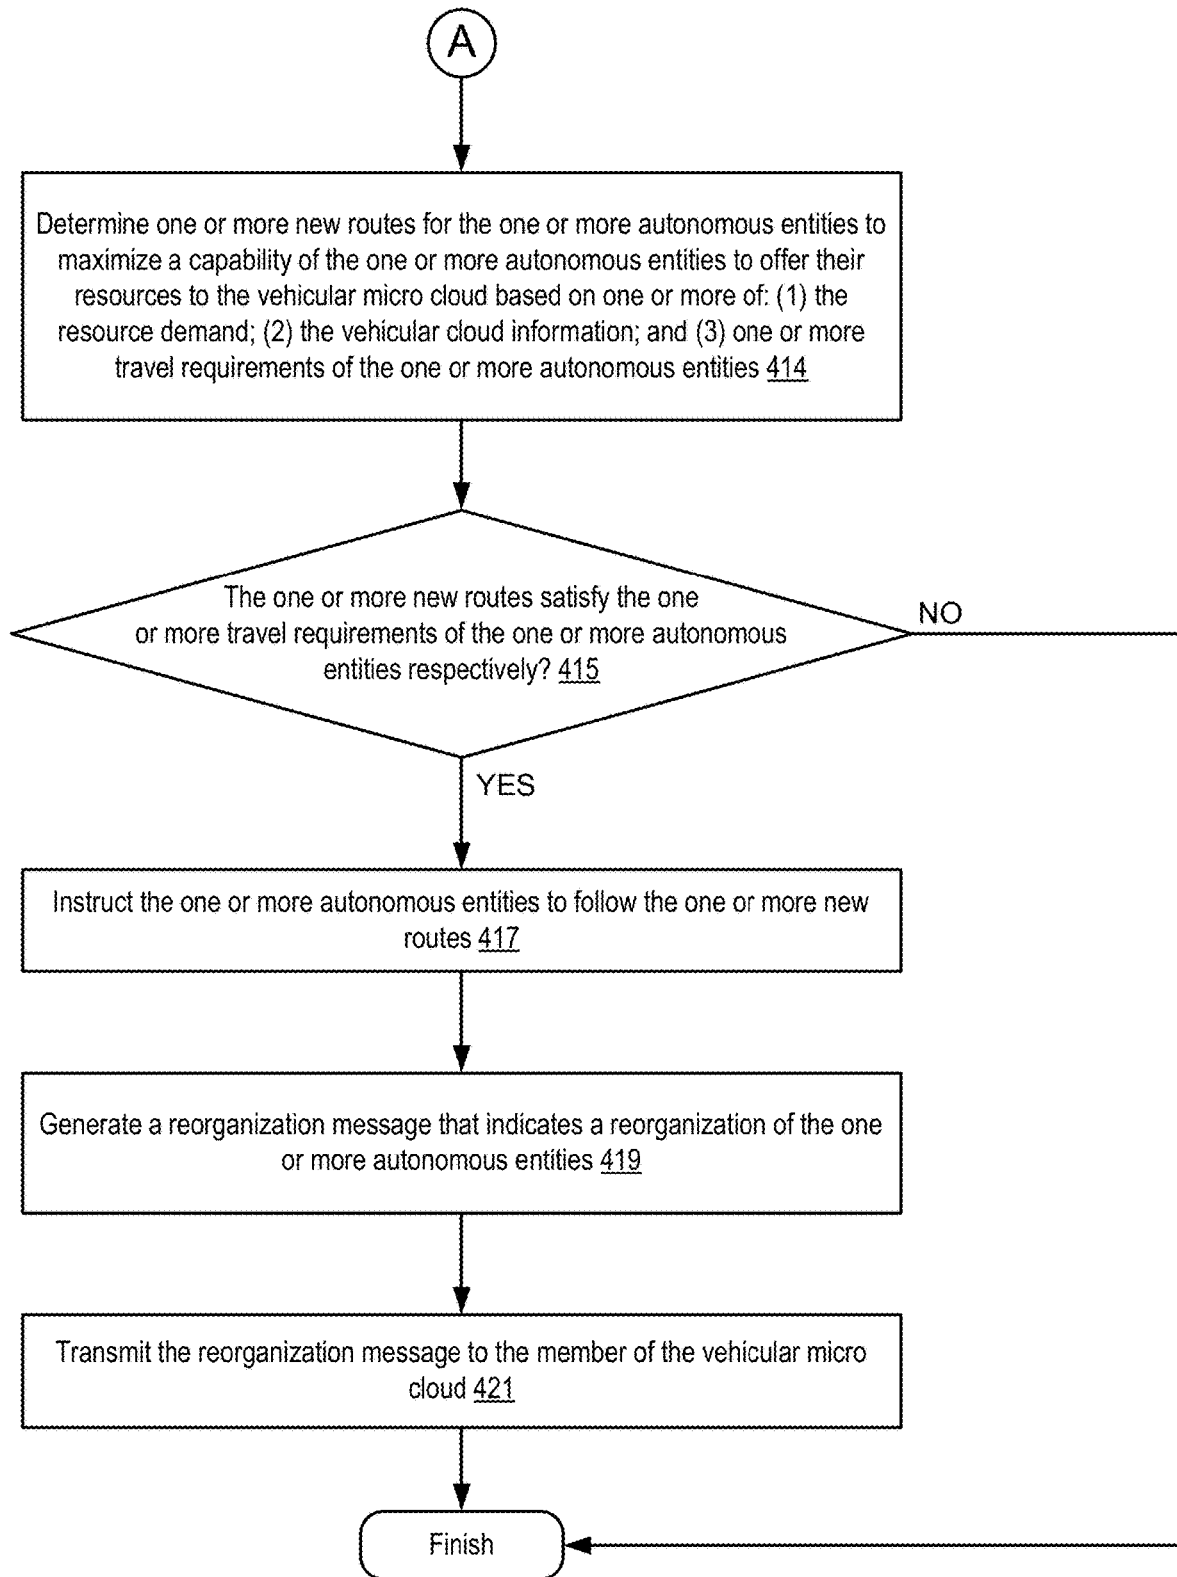 A
Determine one or more new routes for the one or more autonomous entities to
maximize a capability of the one or more autonomous entities to offer their
resources to the vehicular micro cloud based on one or more of: (1) the
resource demand; (2) the vehicular cloud information; and (3) one or more
travel requirements of the one or more autonomous entities 414
The one or more new routes satisfy the one
or more travel requirements of the one or more autonomous
entities respectively? 415
NO
YES
Instruct the one or more autonomous entities to follow the one or more new
routes 417
Generate a reorganization message that indicates a reorganization of the one
or more autonomous entities 419
Transmit the reorganization message to the member of the vehicular micro
cloud 421
Finish